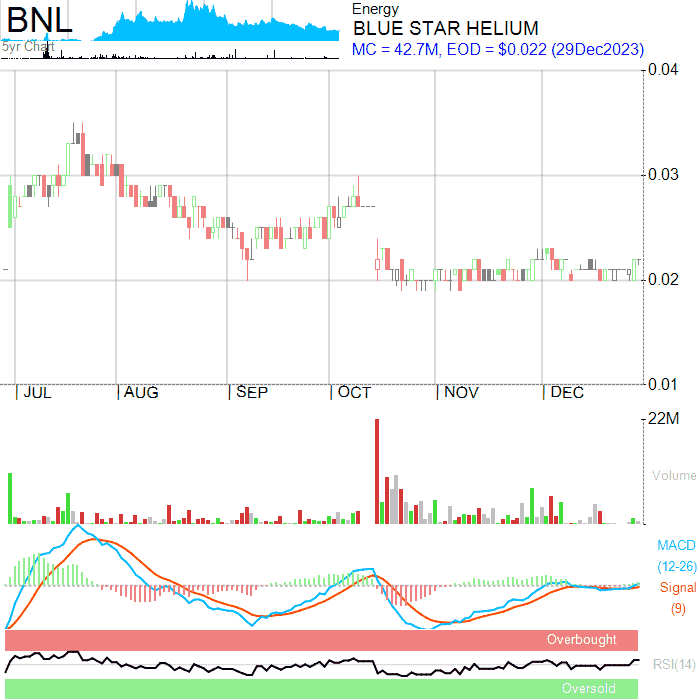 BNL
5yr Chart
Energy
BLUE STAR HELIUM
MC = 42.7M, EOD = $0.022 (29Dec2023)
0.04
0.03
0.02
0.01
JUL AUG SEP OCT NOV DEC
22M
Volume
MACD
(12-26)
Signal
(9)
Overbought
RSI(14)
Oversold